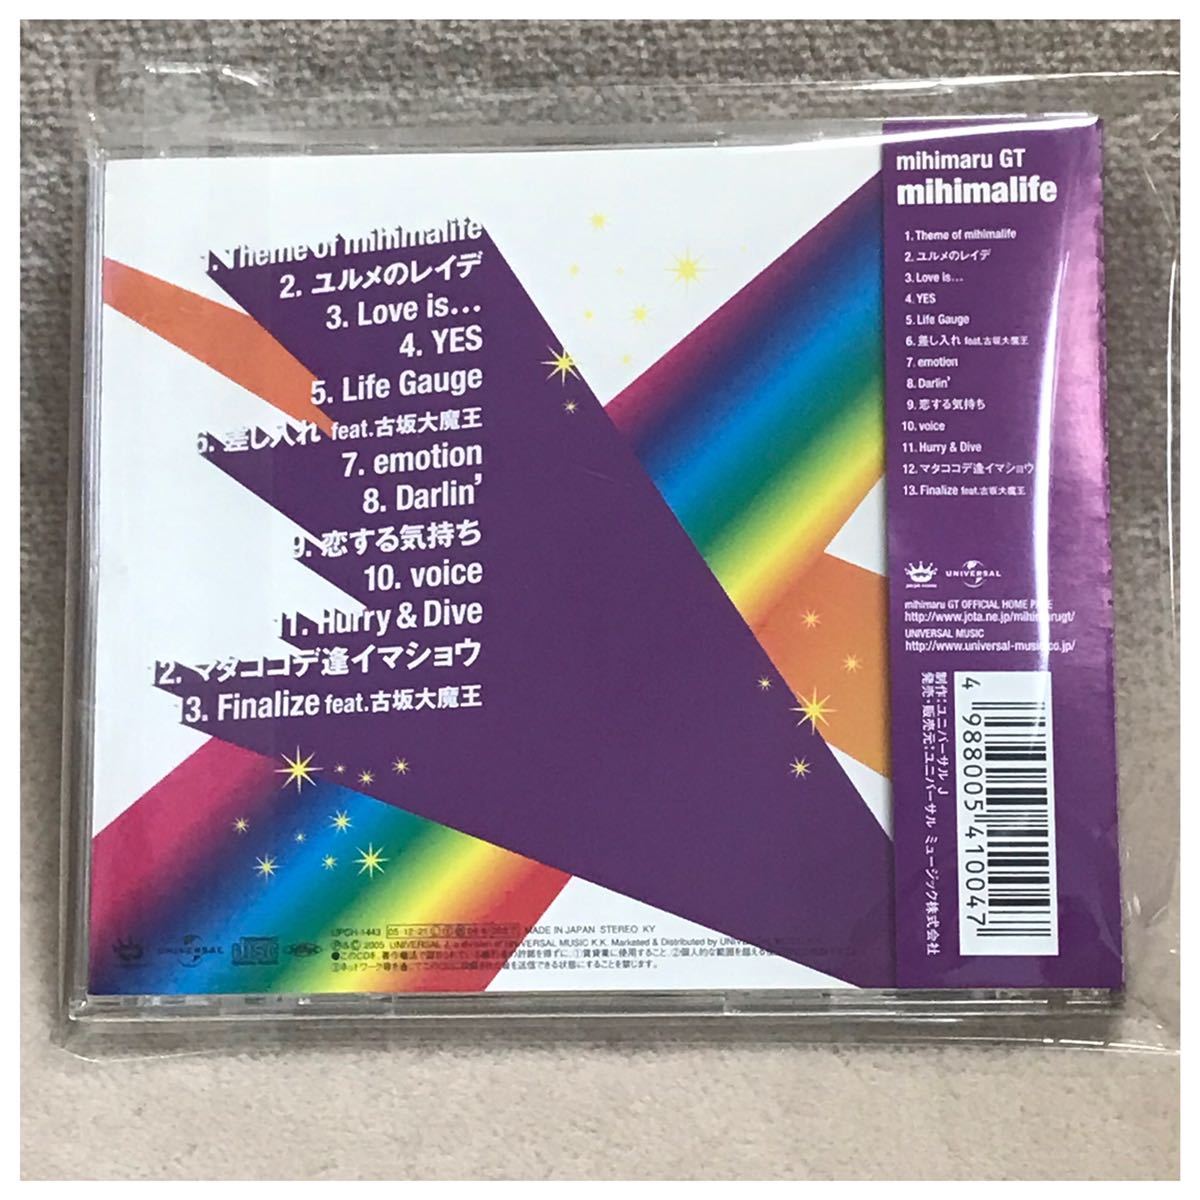 1. Theme of mihimalife
2. ユルメのレイデ
3. Love is…
4. YES
5. Life Gauge
6. 差し入れ feat.古坂大魔王
7. emotion
8. Darlin’
9. 恋する気持ち
10. voice
11. Hurry & Dive
12. マタココデ逢イマショウ
13. Finalize feat.古坂大魔王
UNIVERSAL
UPCH-1443 05·12·21 MADE IN JAPAN STEREO KY
2005 UNIVERSAL J, a division of UNIVERSAL MUSIC K.K. Marketed & Distributed by
mihimaru GT
mihimalife
1. Theme of mihimalife
2. ユルメのレイデ
3. Love is…
4. YES
5. Life Gauge
6. 差し入れ feat.古坂大魔王
7. emotion
8. Darlin’
9. 恋する気持ち
10. voice
11. Hurry & Dive
12. マタココデ逢イマショウ
13. Finalize feat.古坂大魔王
UNIVERSAL
mihimaru GT OFFICIAL HOME PAGE
http://www.jota.ne.jp/mihimarugt/
UNIVERSAL MUSIC
http://www.universal-music.co.jp/
制作:ユニバーサル J
発売・販売元:ユニバーサル ミュージック株式会社
4 988005 410047